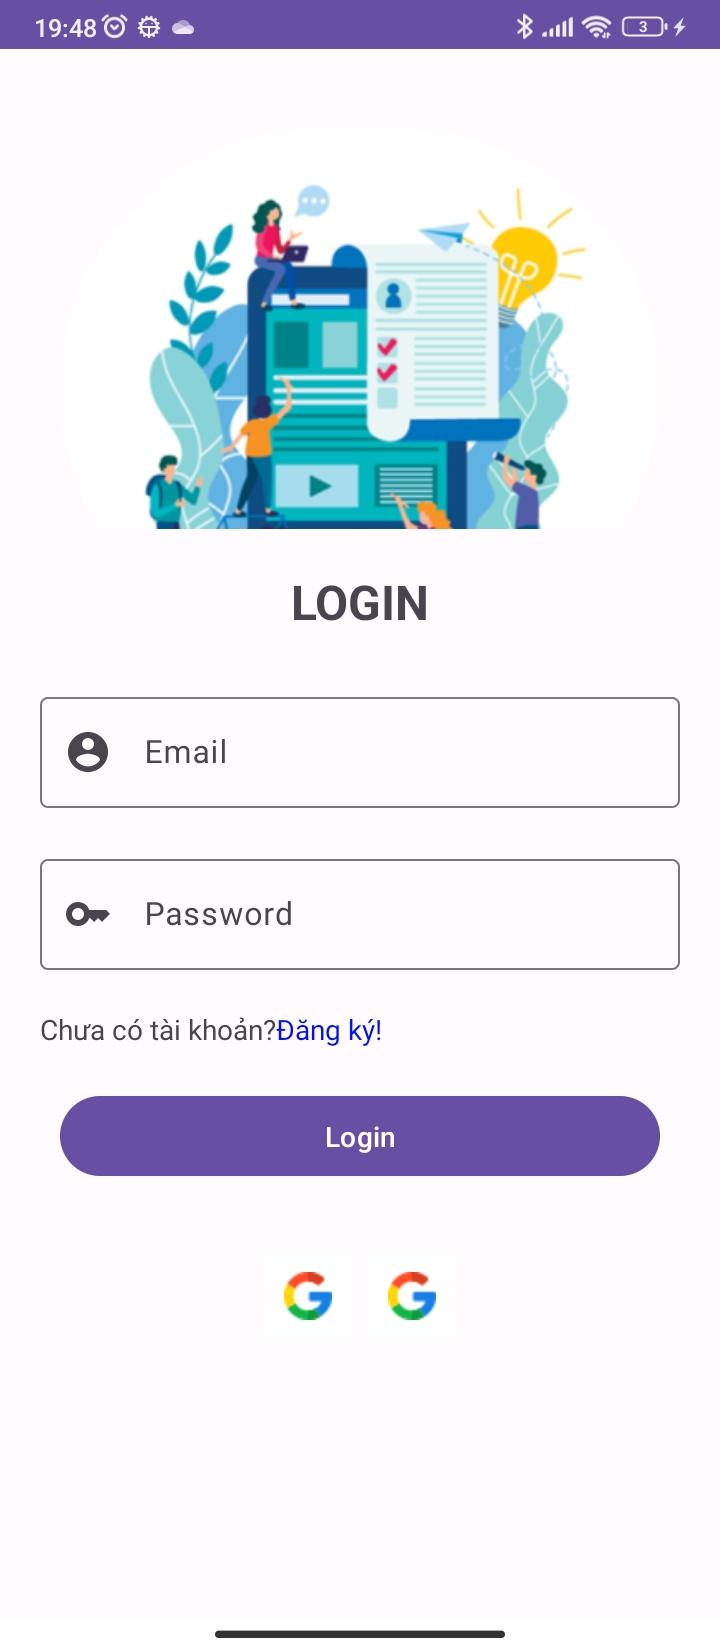 19:48 3
LOGIN
Email
Password
Chưa có tài khoản?Đăng ký!
Login